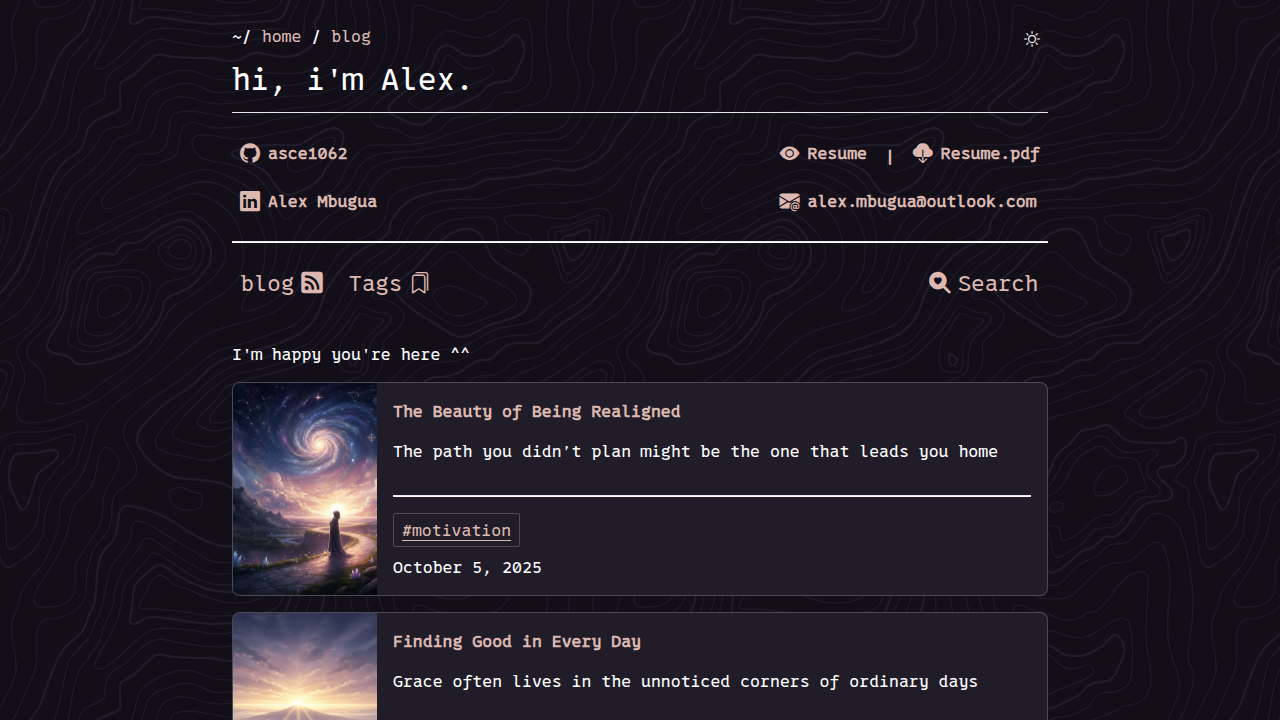 ~/ home / blog
hi, i'm Alex.
asce1062
Resume | Resume.pdf
Alex Mbugua
alex.mbugua@outlook.com
blog Tags Search
I'm happy you're here ^^
The Beauty of Being Realigned
The path you didn’t plan might be the one that leads you home
#motivation
October 5, 2025
Finding Good in Every Day
Grace often lives in the unnoticed corners of ordinary days